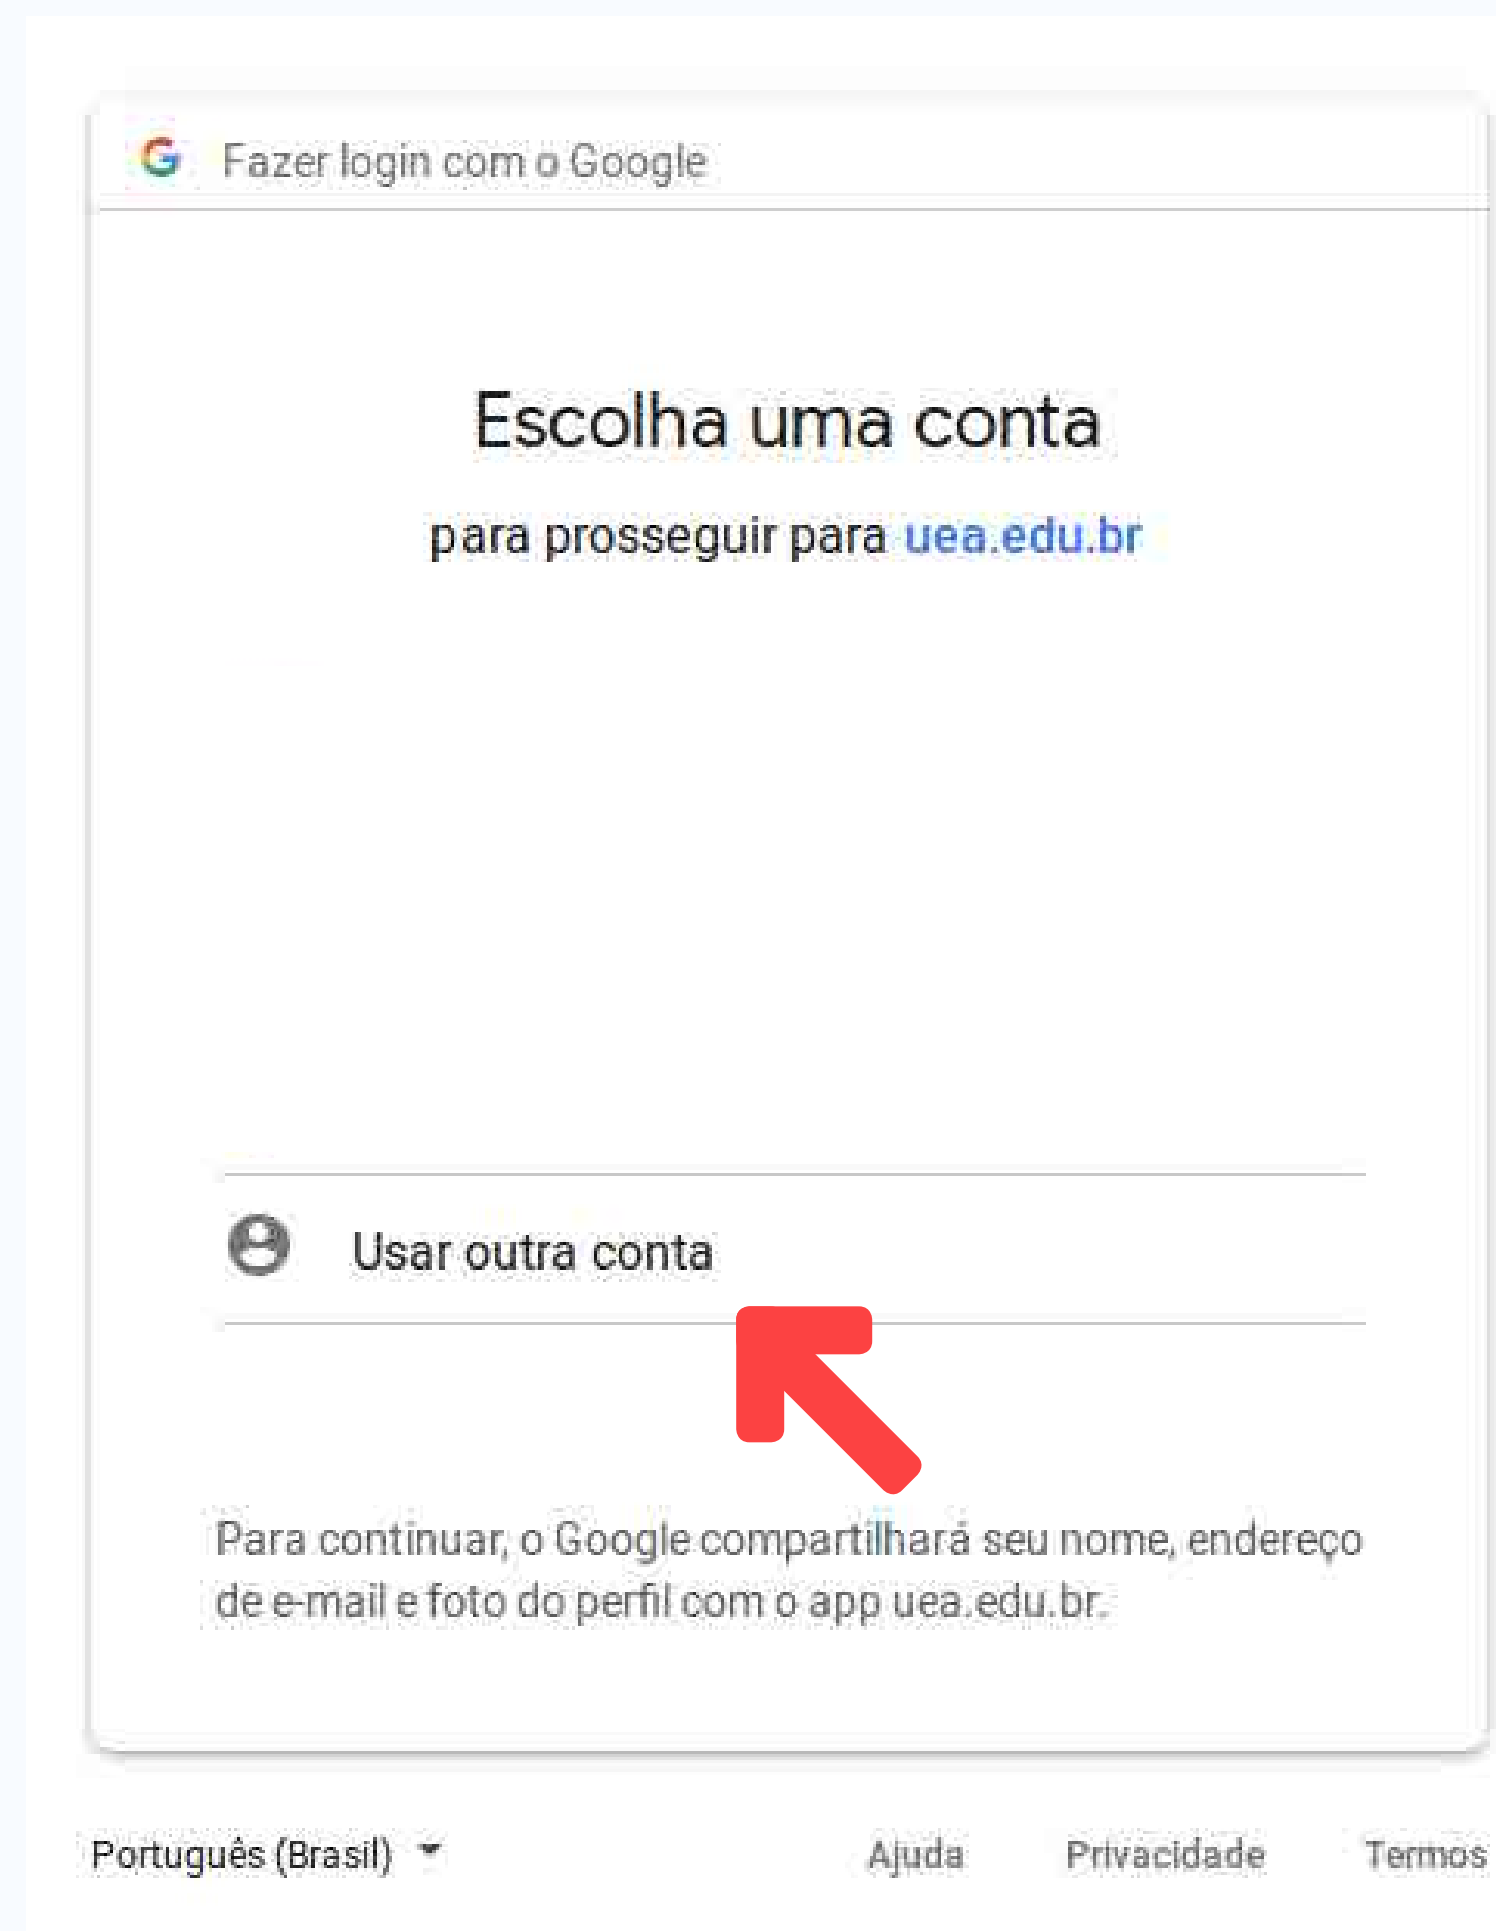 Fazer login com o Google
Escolha uma conta
para prosseguir para uea.edu.br
Usar outra conta
Para continuar, o Google compartilhará seu nome, endereço
de e-mail e foto do perfil com o app uea.edu.br.
Português (Brasil) Ajuda Privacidade Termos